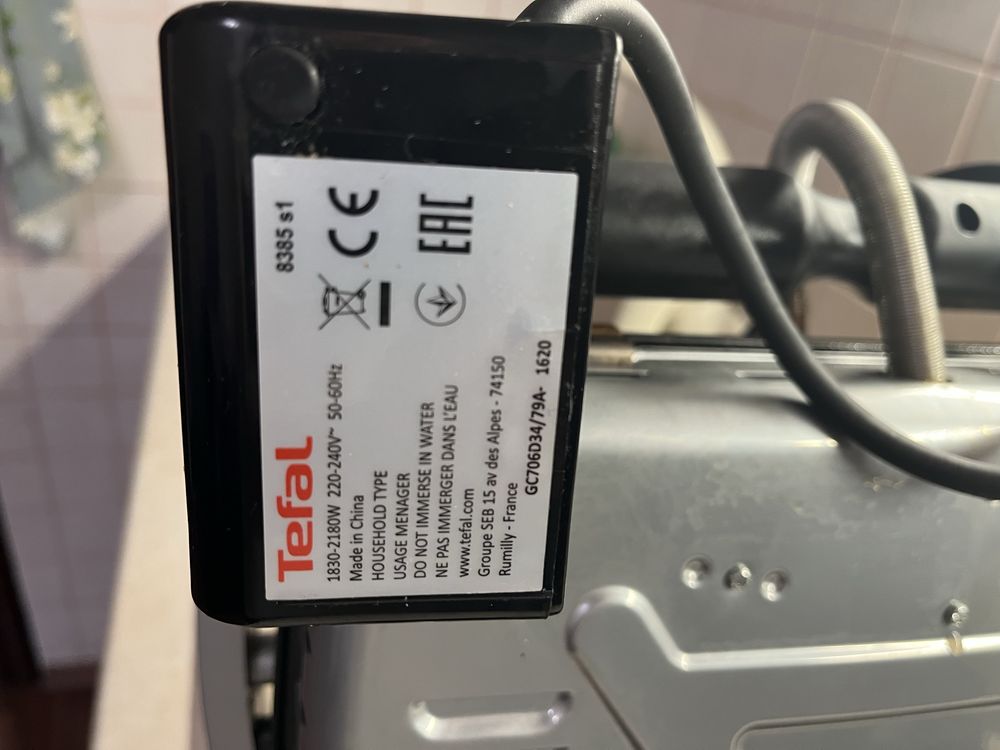 Tefal
8385 s1
1830-2180W 220-240V~ 50-60Hz
Made in China
HOUSEHOLD TYPE
USAGE MENAGER
DO NOT IMMERSE IN WATER
NE PAS IMMERGER DANS L'EAU
www.tefal.com
Groupe SEB 15 av des Alpes - 74150
Rumilly - France
GC706D34/79A- 1620
CE
EAC